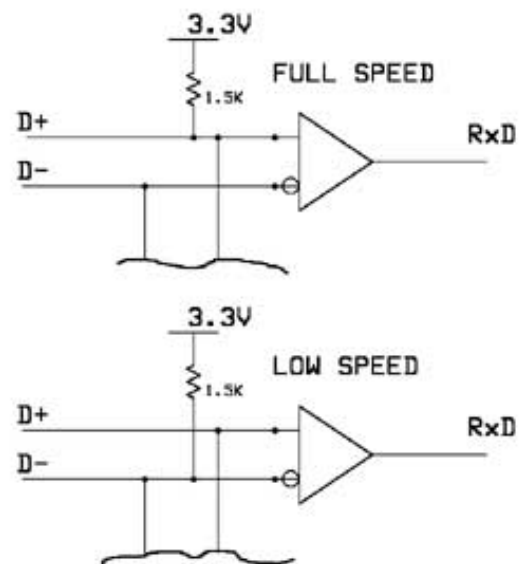 3.3V
FULL SPEED
1.5K
D+
RxD
D-
3.3V
LOW SPEED
1.5K
D+
RxD
D-